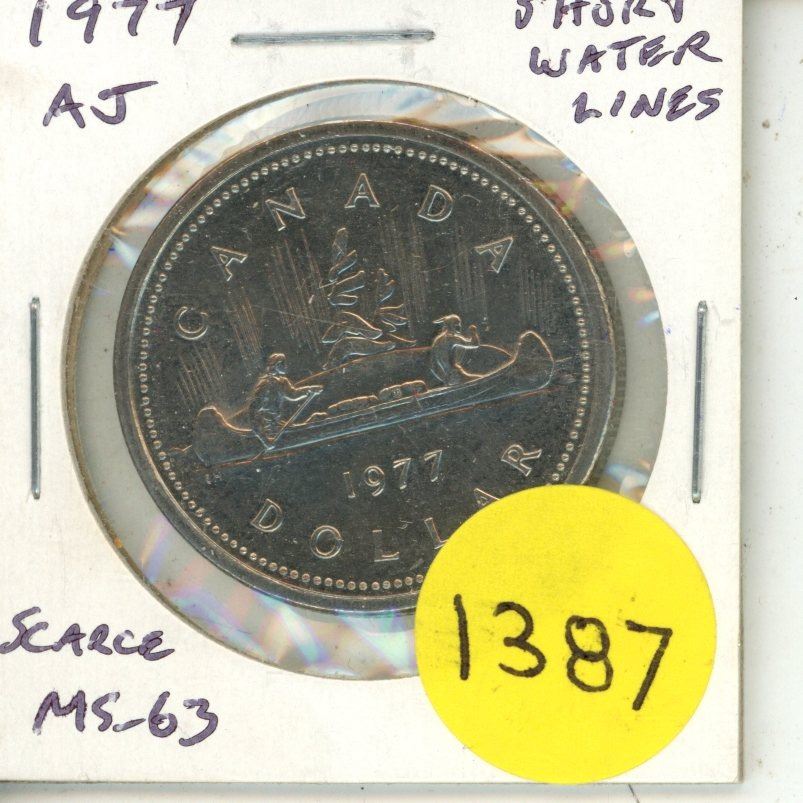 1977
AJ
SHORT
WATER
LINES
CANADA
1977
DOLLAR
SCARCE
MS-63
1387